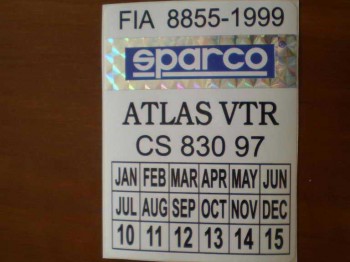 FIA 8855-1999
sparco
ATLAS VTR
CS 830 97
JAN FEB MAR APR MAY JUN
JUL AUG SEP OCT NOV DEC
10 11 12 13 14 15